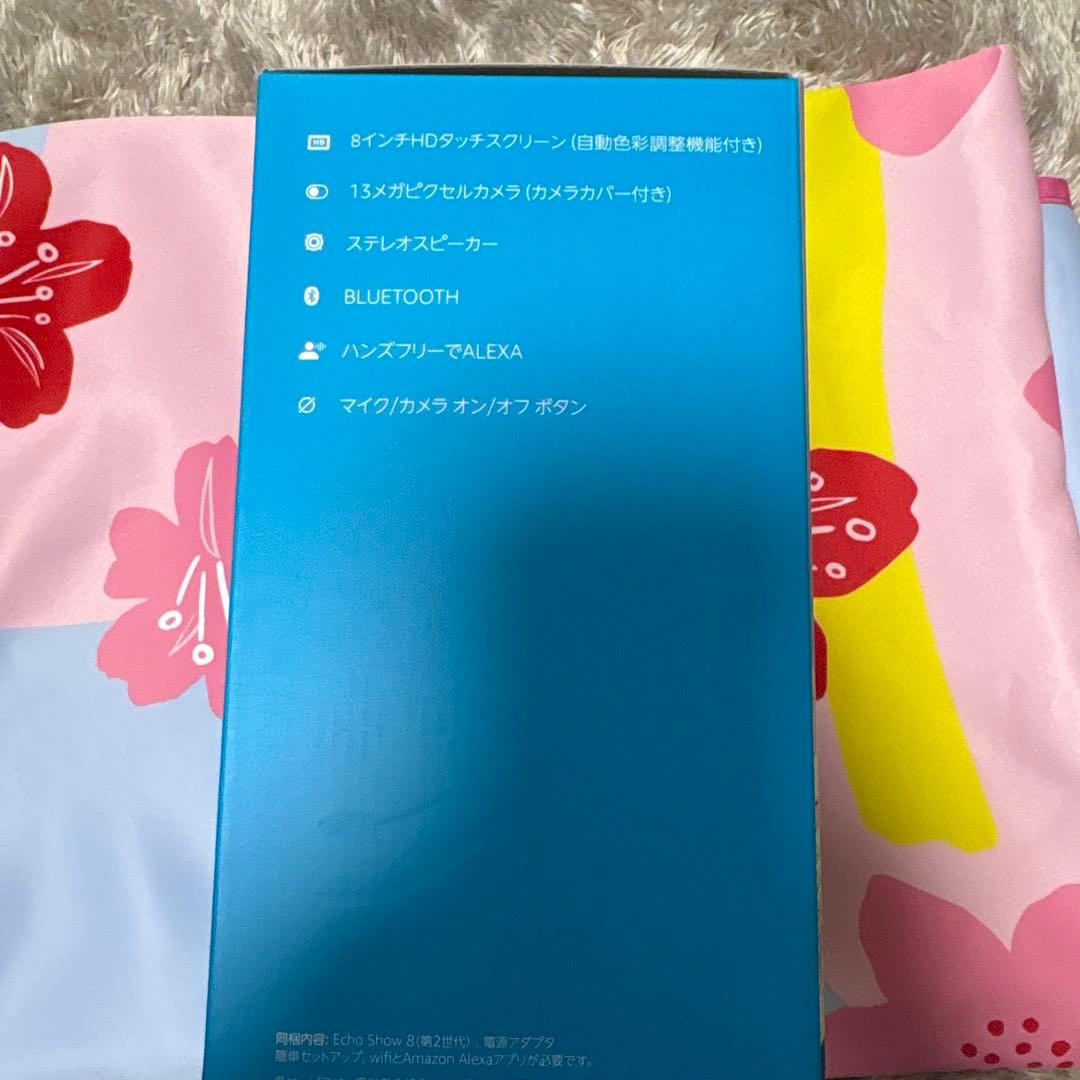 HD 8インチHDタッチスクリーン (自動色彩調整機能付き)
13メガピクセルカメラ (カメラカバー付き)
ステレオスピーカー
BLUETOOTH
ハンズフリーでALEXA
マイク/カメラ オン/オフ ボタン
同梱内容: Echo Show 8 (第2世代) 、電源アダプタ
簡単セットアップ。wifiとAmazon Alexaアプリが必要です。